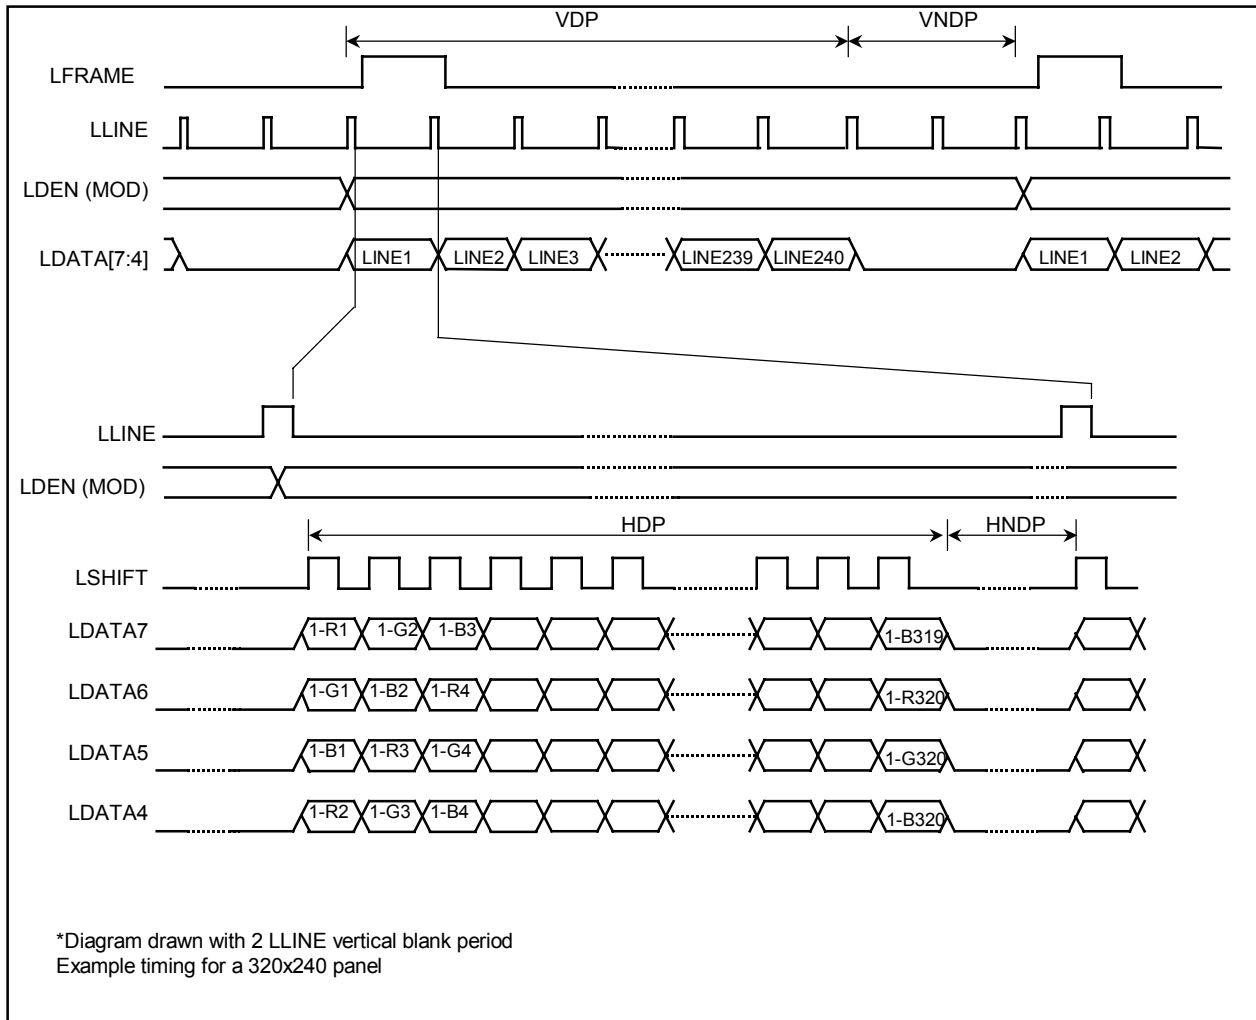 VDP VNDP
LFRAME
LLINE
LDEN (MOD)
LDATA[7:4] LINE1 LINE2 LINE3 LINE239 LINE240 LINE1 LINE2
LLINE
LDEN (MOD)
HDP HNDP
LSHIFT
LDATA7 1-R1 1-G2 1-B3 1-B319
LDATA6 1-G1 1-B2 1-R4 1-R320
LDATA5 1-B1 1-R3 1-G4 1-G320
LDATA4 1-R2 1-G3 1-B4 1-B320
*Diagram drawn with 2 LLINE vertical blank period
Example timing for a 320x240 panel